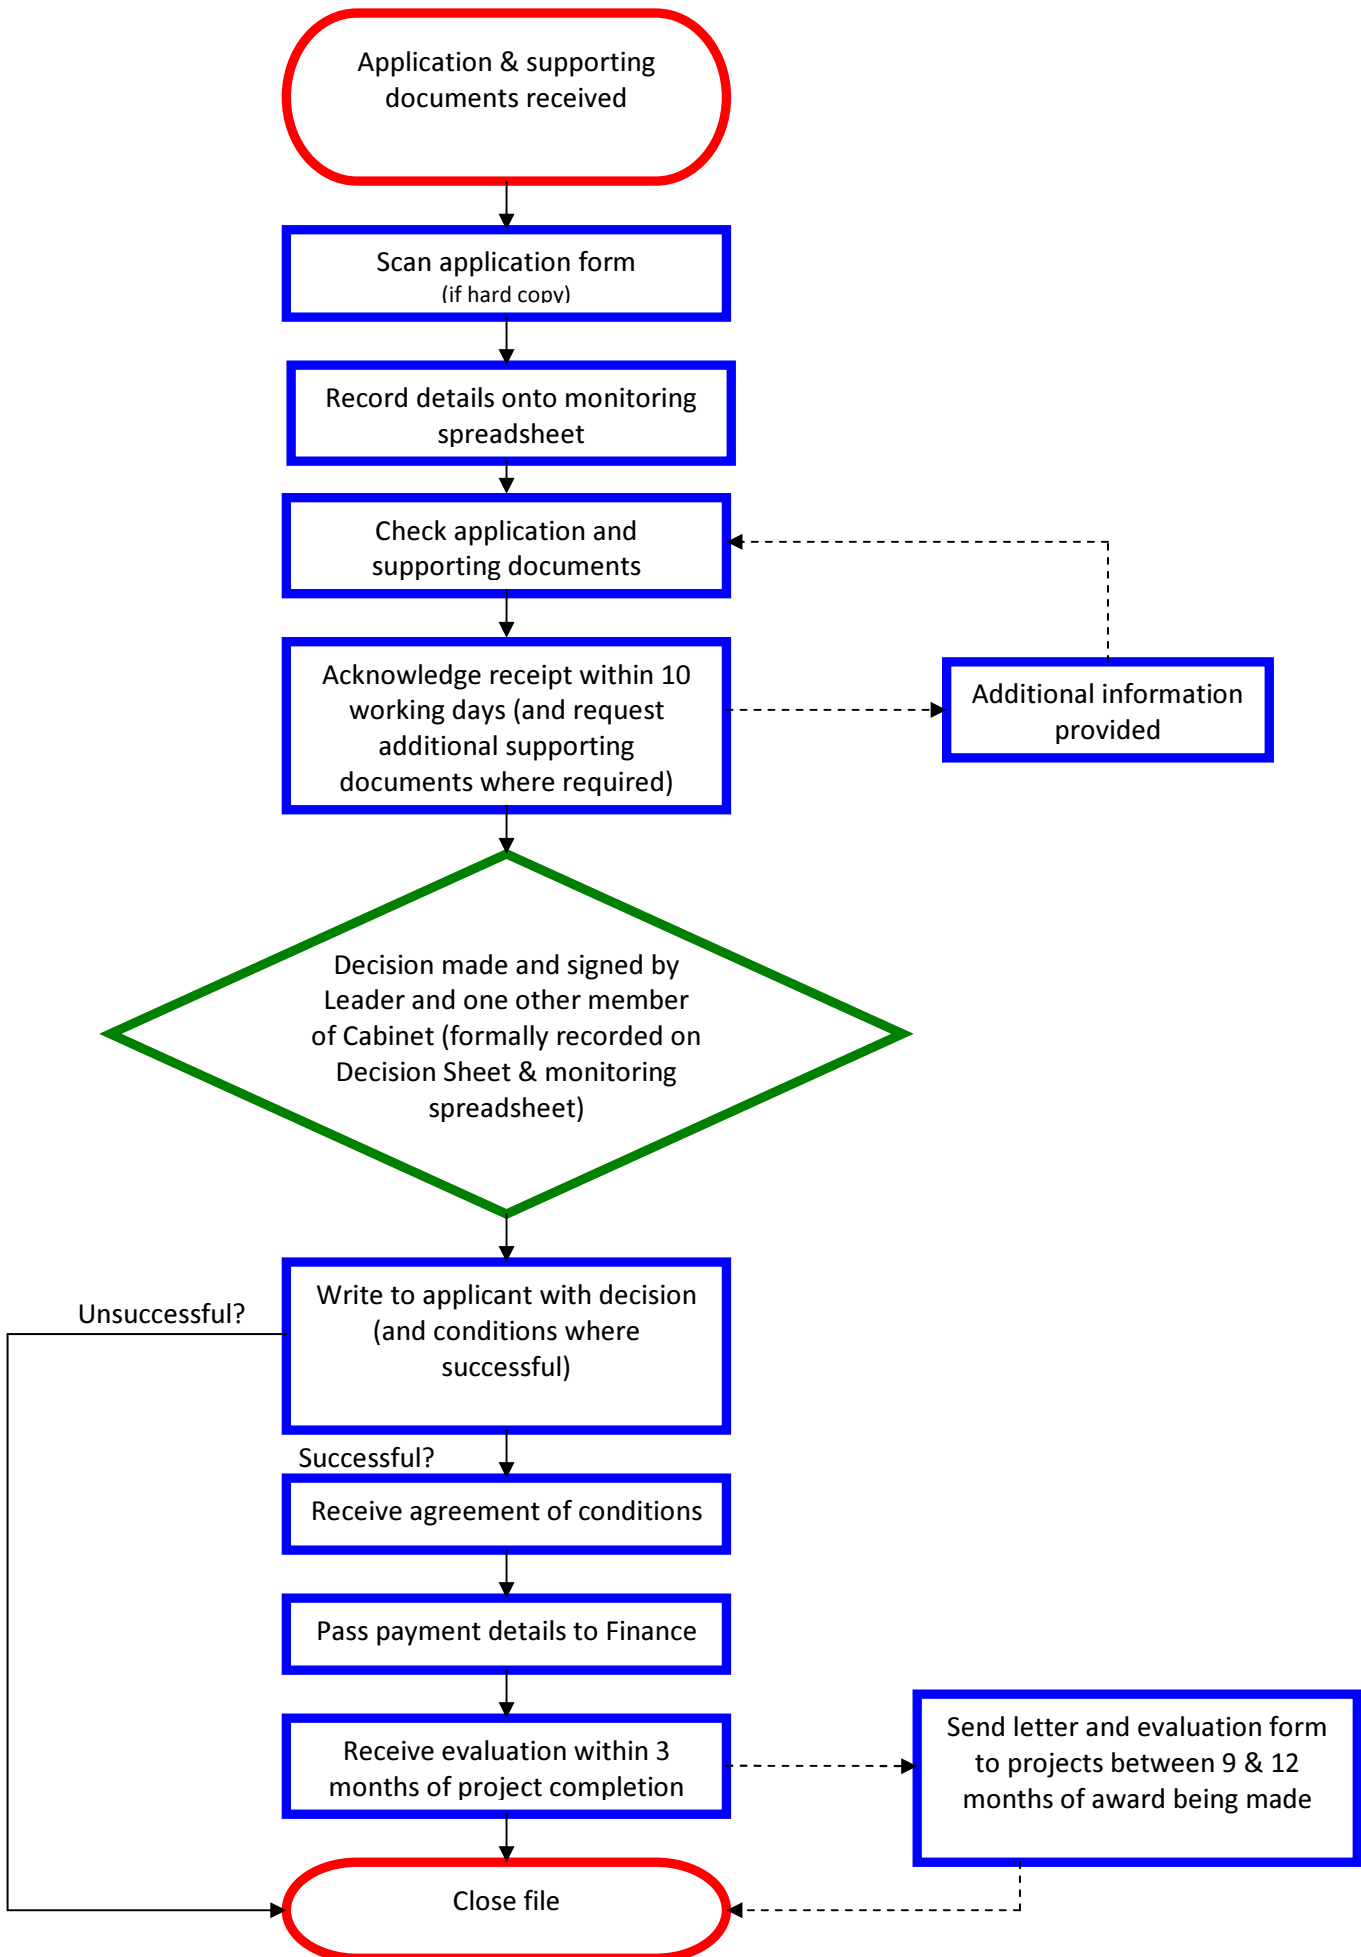 Application & supporting
documents received
Scan application form
(if hard copy)
Record details onto monitoring
spreadsheet
Check application and
supporting documents
Acknowledge receipt within 10
working days (and request
additional supporting
documents where required)
Additional information
provided
Decision made and signed by
Leader and one other member
of Cabinet (formally recorded on
Decision Sheet & monitoring
spreadsheet)
Write to applicant with decision
(and conditions where
successful)
Unsuccessful?
Successful?
Receive agreement of conditions
Pass payment details to Finance
Receive evaluation within 3
months of project completion
Send letter and evaluation form
to projects between 9 & 12
months of award being made
Close file